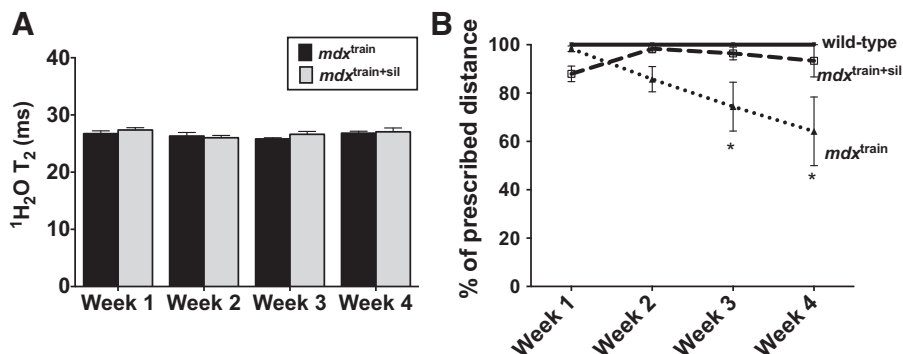 A
mdxtrain
mdxtrain+sil
¹H₂O T₂ (ms)
40
30
20
10
0
Week 1 Week 2 Week 3 Week 4
B
% of prescribed distance
100
80
60
40
20
0
wild-type
mdxtrain+sil
mdxtrain
*
*
Week 1 Week 2 Week 3 Week 4